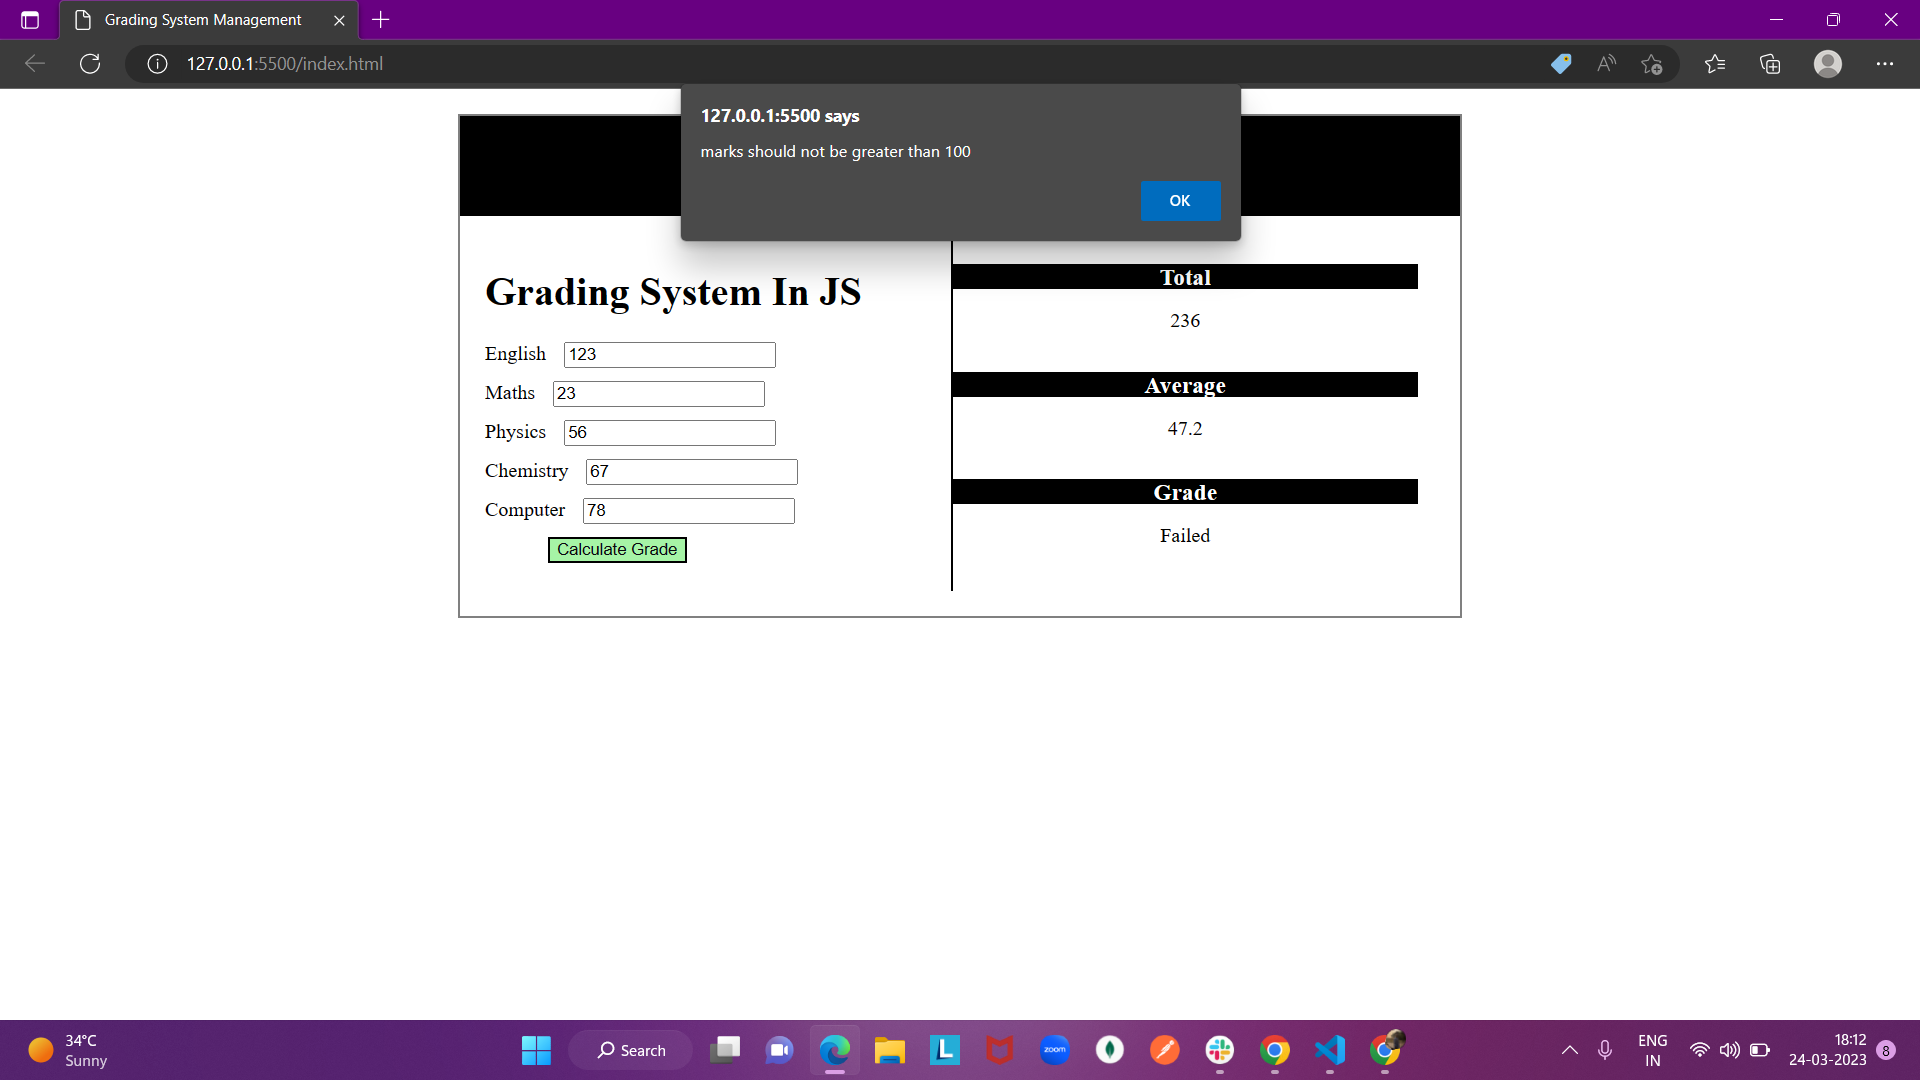 Grading System Management
127.0.0.1:5500/index.html
127.0.0.1:5500 says
marks should not be greater than 100
OK
Grading System In JS
English 123
Maths 23
Physics 56
Chemistry 67
Computer 78
Calculate Grade
Total
236
Average
47.2
Grade
Failed
34°C
Sunny
Search
L
zoom
ENG
IN
18:12
24-03-2023
8